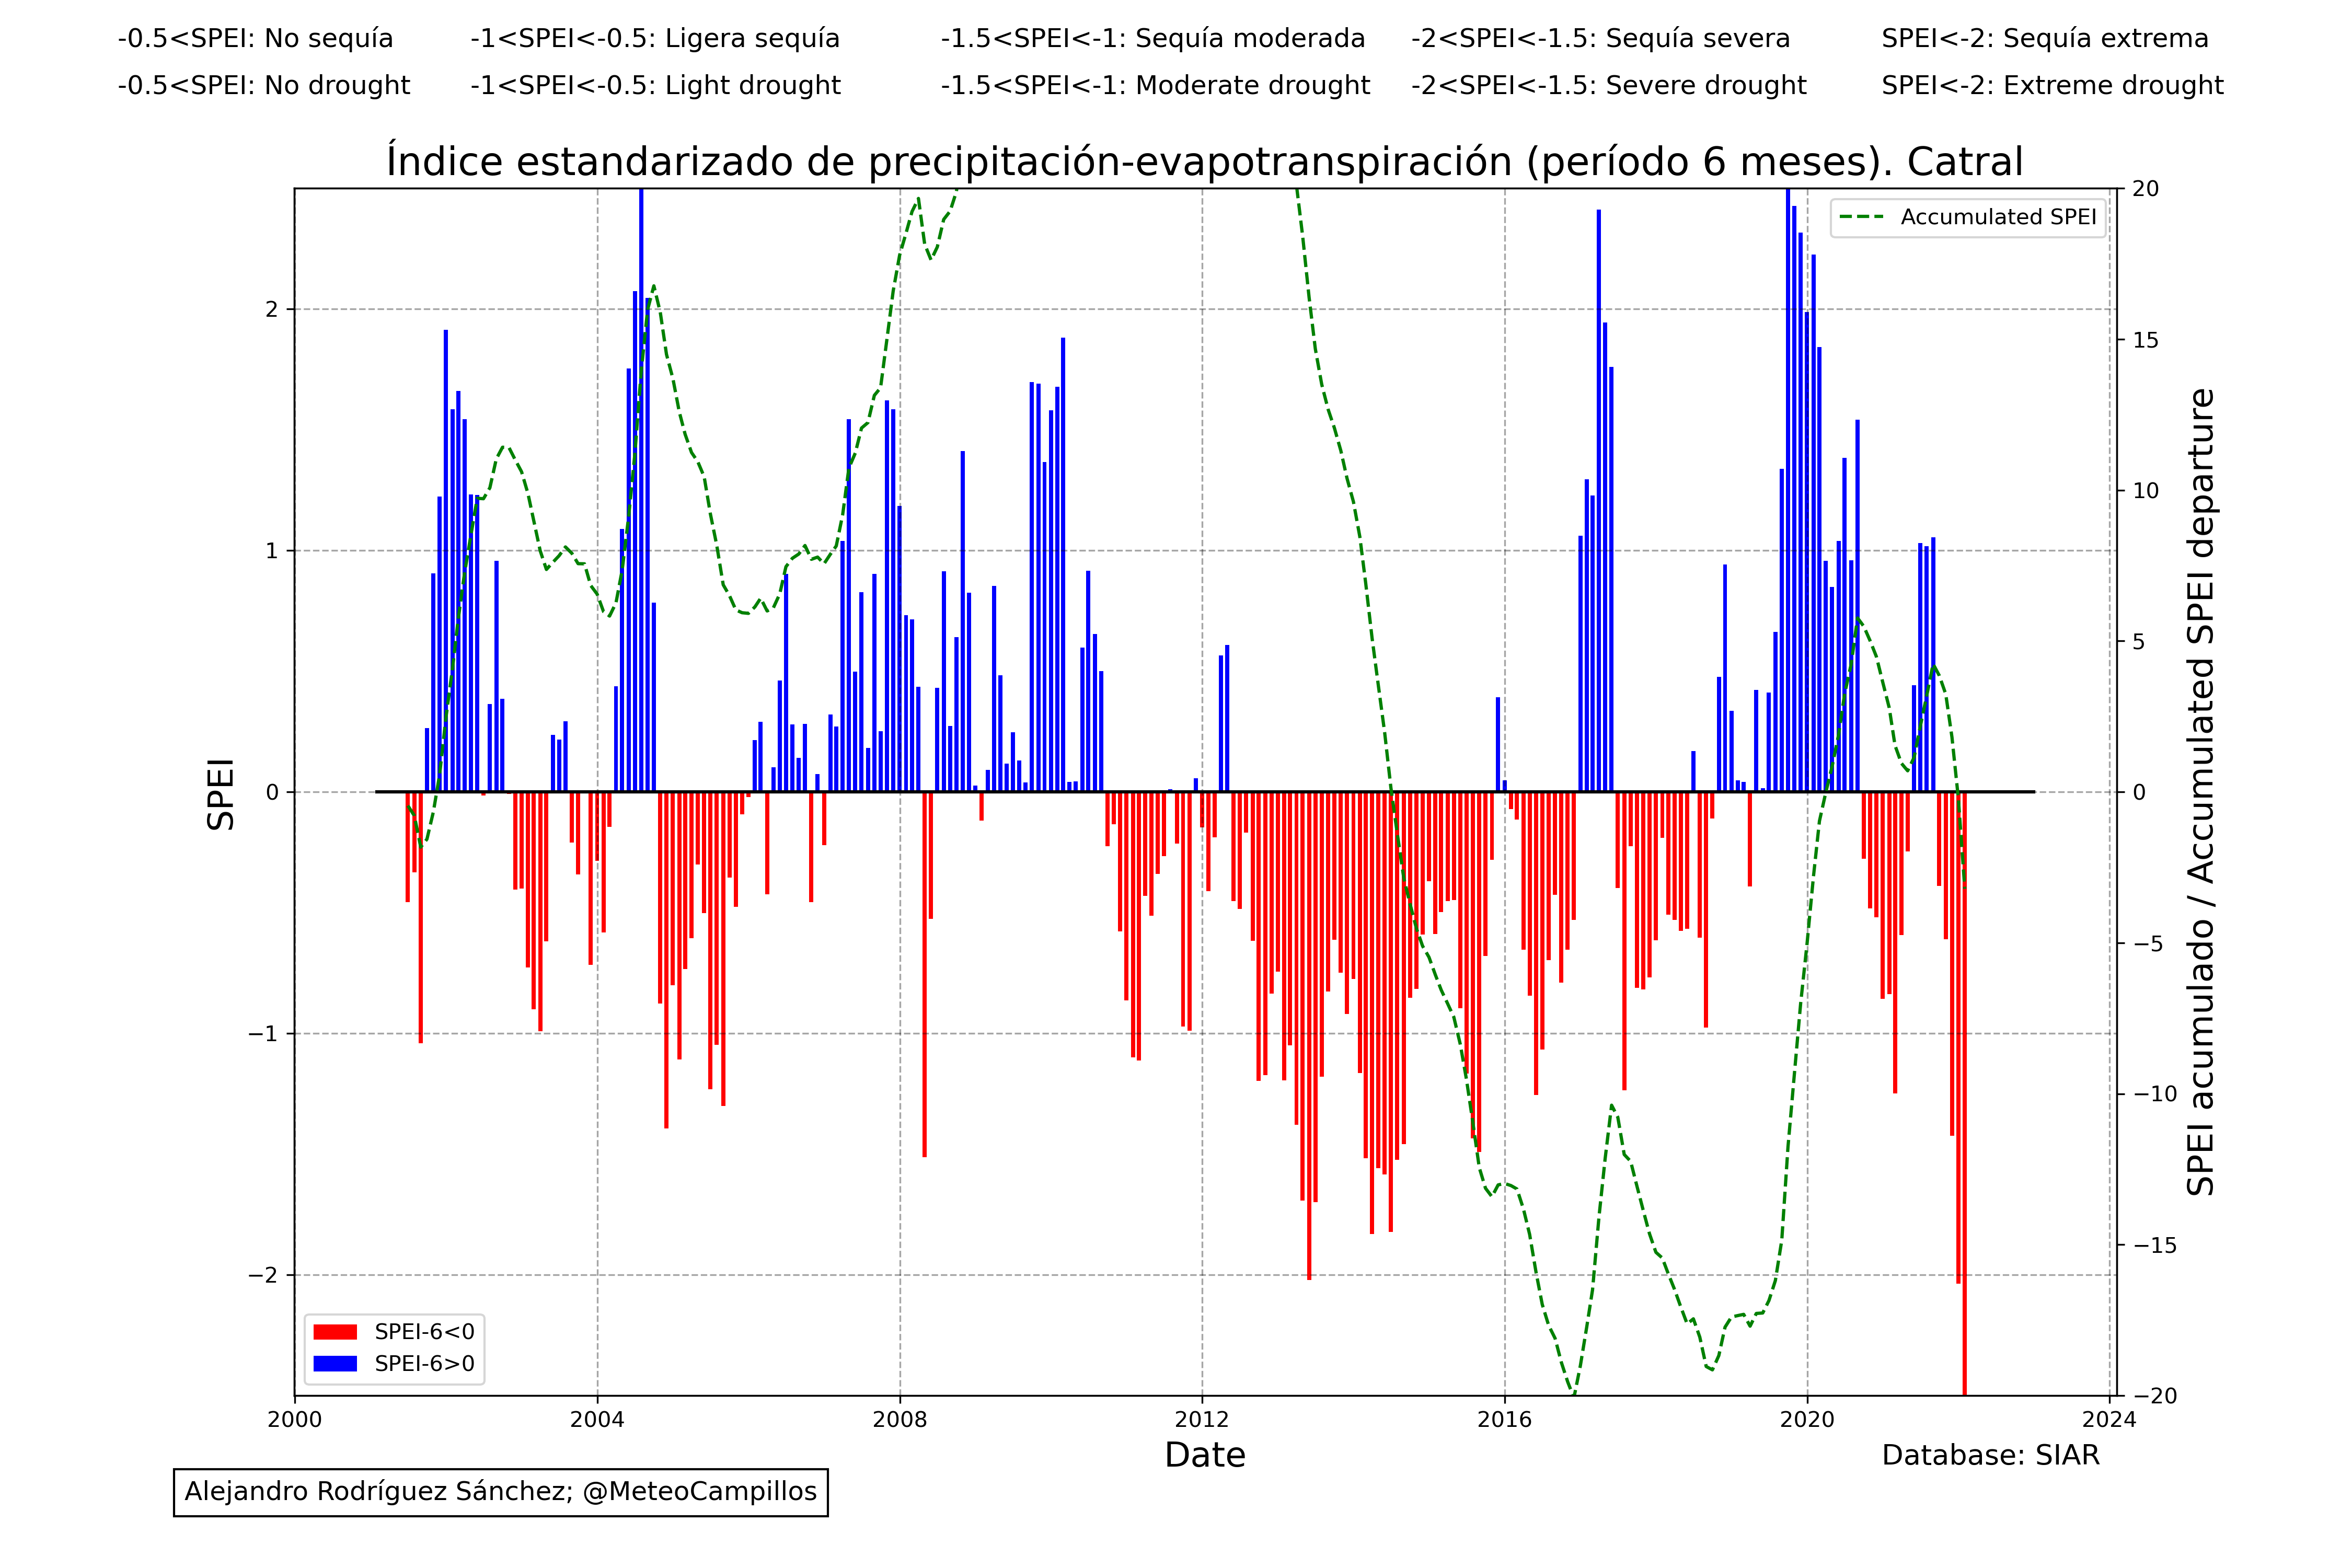 -0.5<SPEI: No sequía -1<SPEI<-0.5: Ligera sequía -1.5<SPEI<-1: Sequía moderada -2<SPEI<-1.5: Sequía severa SPEI<-2: Sequía extrema
-0.5<SPEI: No drought -1<SPEI<-0.5: Light drought -1.5<SPEI<-1: Moderate drought -2<SPEI<-1.5: Severe drought SPEI<-2: Extreme drought
Índice estandarizado de precipitación-evapotranspiración (período 6 meses). Catral
Accumulated SPEI
SPEI
2
1
0
−1
−2
20
15
10
5
0
−5
−10
−15
−20
SPEI acumulado / Accumulated SPEI departure
SPEI-6<0
SPEI-6>0
2000 2004 2008 2012 2016 2020 2024
Date
Database: SIAR
Alejandro Rodríguez Sánchez; @MeteoCampillos